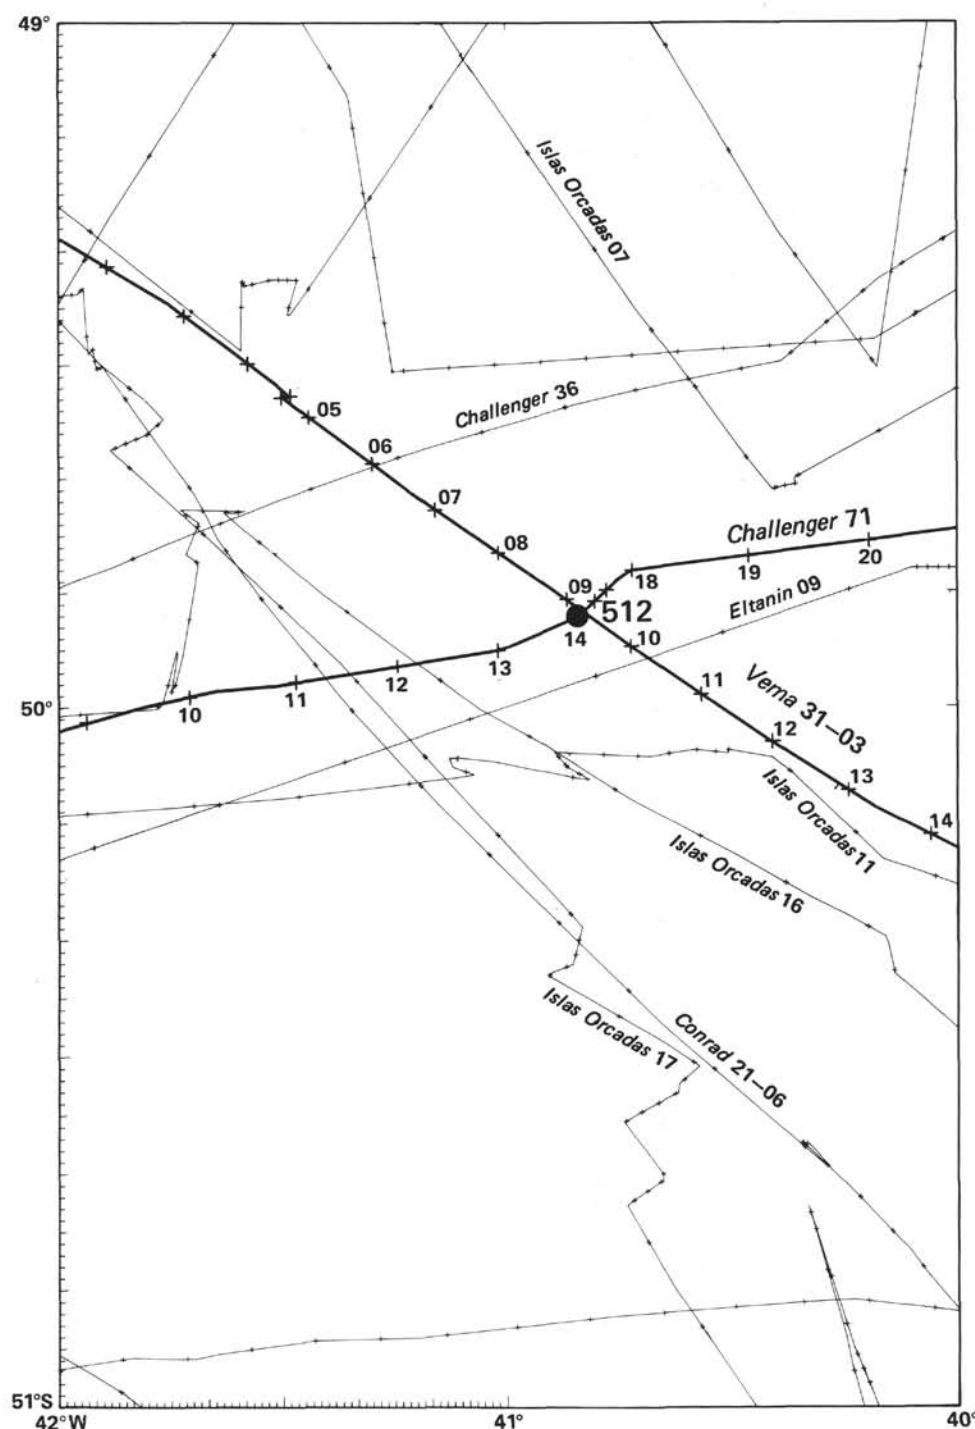 49°
Islas Orcadas 07
Challenger 36
05
06
07
08
Challenger 71
09
18
19
20
512
Eltanin 09
14
10
13
12
11
10
11
50°
Vema 31–03
12
13
14
Islas Orcadas 11
Islas Orcadas 16
Islas Orcadas 17
Conrad 21–06
51°S
42°W
41°
40°